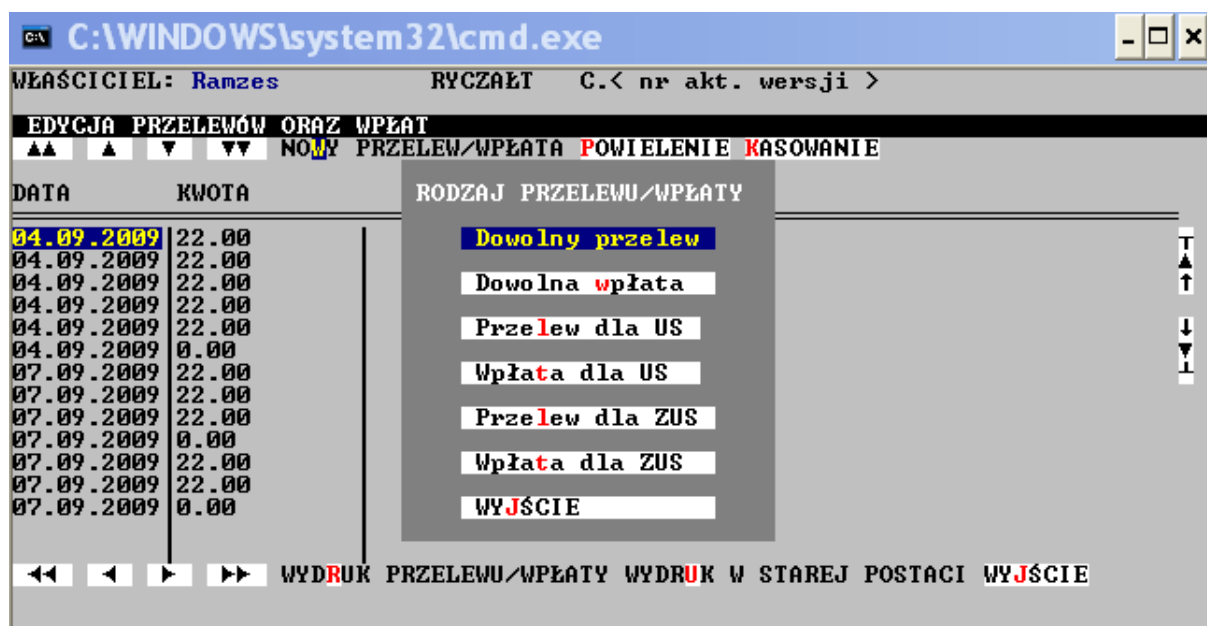 C:\WINDOWS\system32\cmd.exe
WŁAŚCICIEL: Ramzes RYCZAŁT C.< nr akt. wersji >
EDYCJA PRZELEWÓW ORAZ WPŁAT
NOWY PRZELEW/WPŁATA POWIELENIE KASOWANIE
DATA KWOTA RODZAJ PRZELEWU/WPŁATY
04.09.2009 22.00 Dowolny przelew
04.09.2009 22.00
04.09.2009 22.00 Dowolna wpłata
04.09.2009 22.00
04.09.2009 22.00 Przelew dla US
04.09.2009 0.00
07.09.2009 22.00 Wpłata dla US
07.09.2009 22.00
07.09.2009 22.00 Przelew dla ZUS
07.09.2009 0.00
07.09.2009 22.00 Wpłata dla ZUS
07.09.2009 22.00
07.09.2009 0.00 WYJŚCIE
WYDRUK PRZELEWU/WPŁATY WYDRUK W STAREJ POSTACI WYJŚCIE